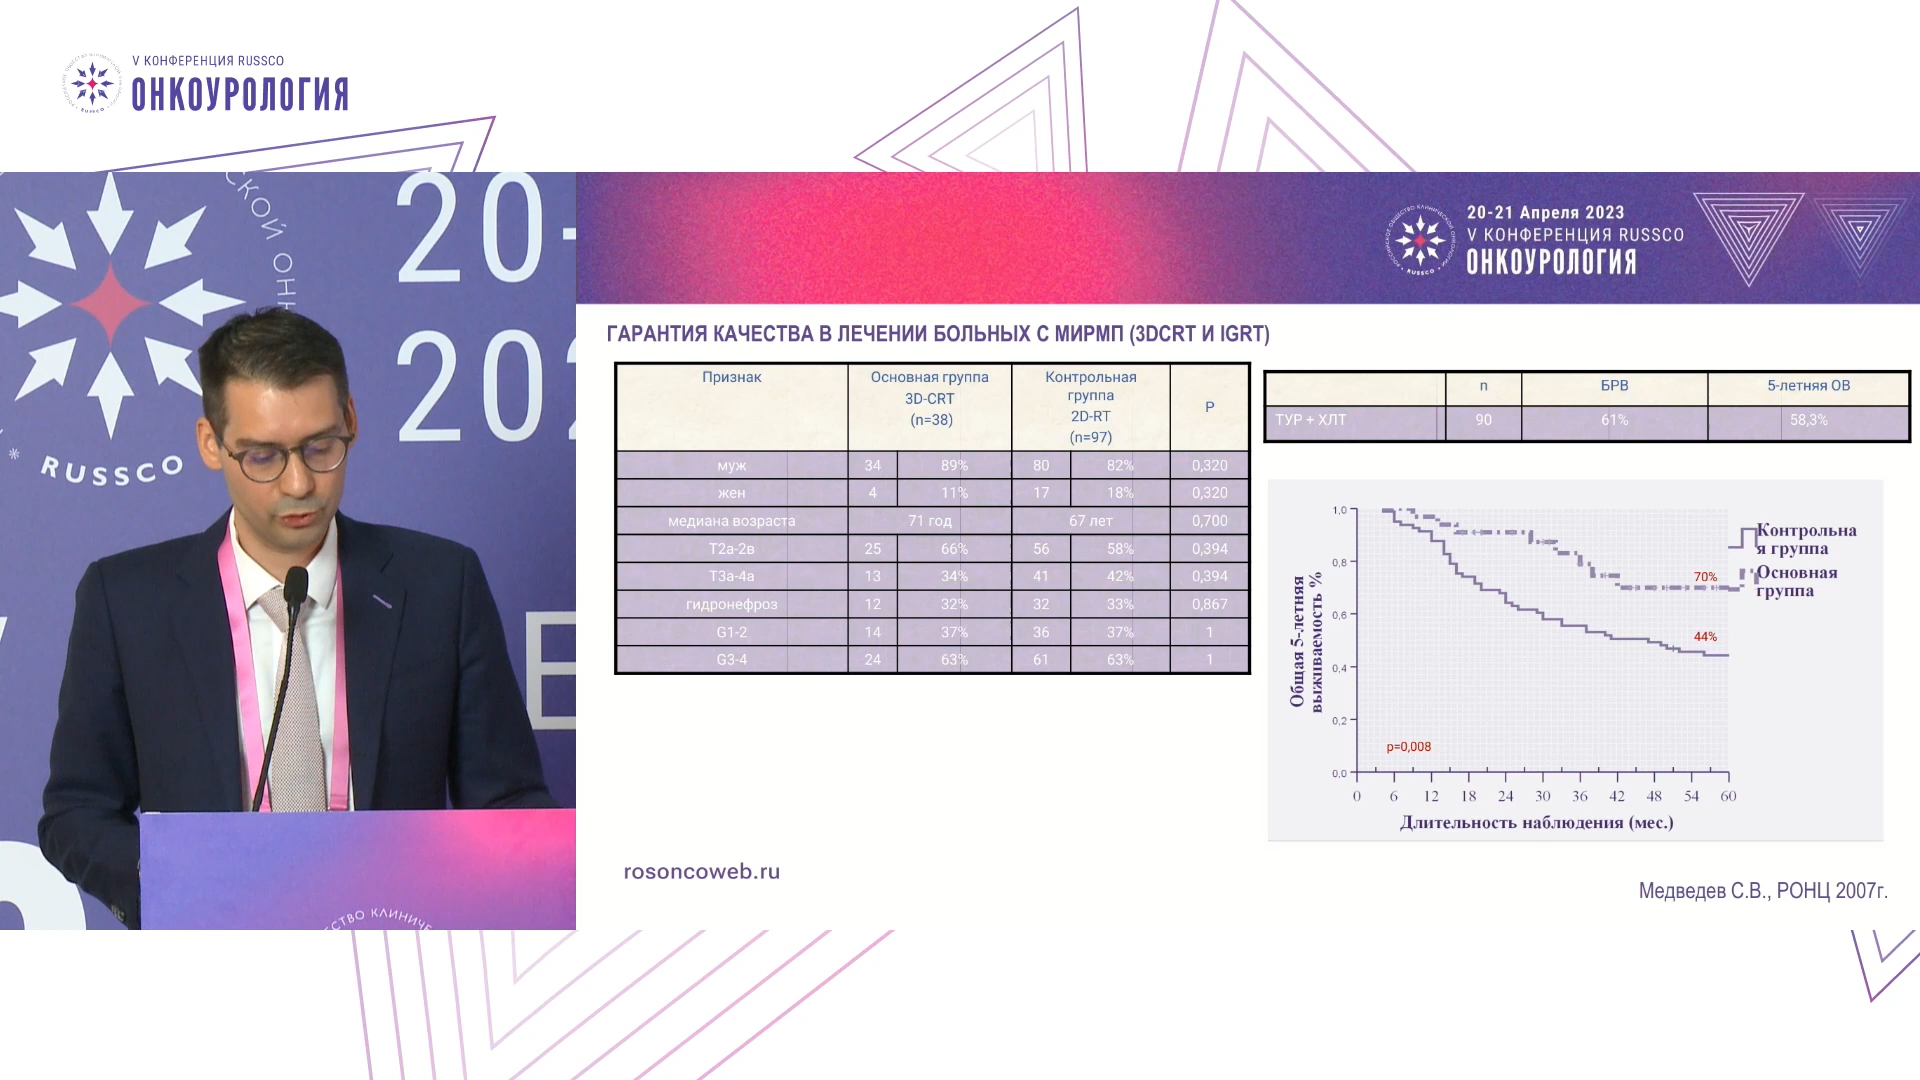 V КОНФЕРЕНЦИЯ RUSSCO
ОНКОУРОЛОГИЯ
СКОЙ ОНК
20-
202
RUSSCO
СТВО КЛИНИЧЕ
20-21 Апреля 2023
V КОНФЕРЕНЦИЯ RUSSCO
ОНКОУРОЛОГИЯ
RUSSCO
ГАРАНТИЯ КАЧЕСТВА В ЛЕЧЕНИИ БОЛЬНЫХ С МИРМП (3DCRT И IGRT)
Признак Основная группа 3D-CRT (n=38) Контрольная группа 2D-RT (n=97) P
муж 34 89% 80 82% 0,320
жен 4 11% 17 18% 0,320
медиана возраста 71 год 67 лет 0,700
T2a-2в 25 66% 56 58% 0,394
T3a-4a 13 34% 41 42% 0,394
гидронефроз 12 32% 32 33% 0,867
G1-2 14 37% 36 37% 1
G3-4 24 63% 61 63% 1
n БРВ 5-летняя ОВ
ТУР + ХЛТ 90 61% 58,3%
Общая 5-летняя
выживаемость %
1,0
0,8
0,6
0,4
0,2
0,0
Контрольна
я группа
Основная
группа
70%
44%
p=0,008
0 6 12 18 24 30 36 42 48 54 60
Длительность наблюдения (мес.)
rosoncoweb.ru
Медведев С.В., РОНЦ 2007г.